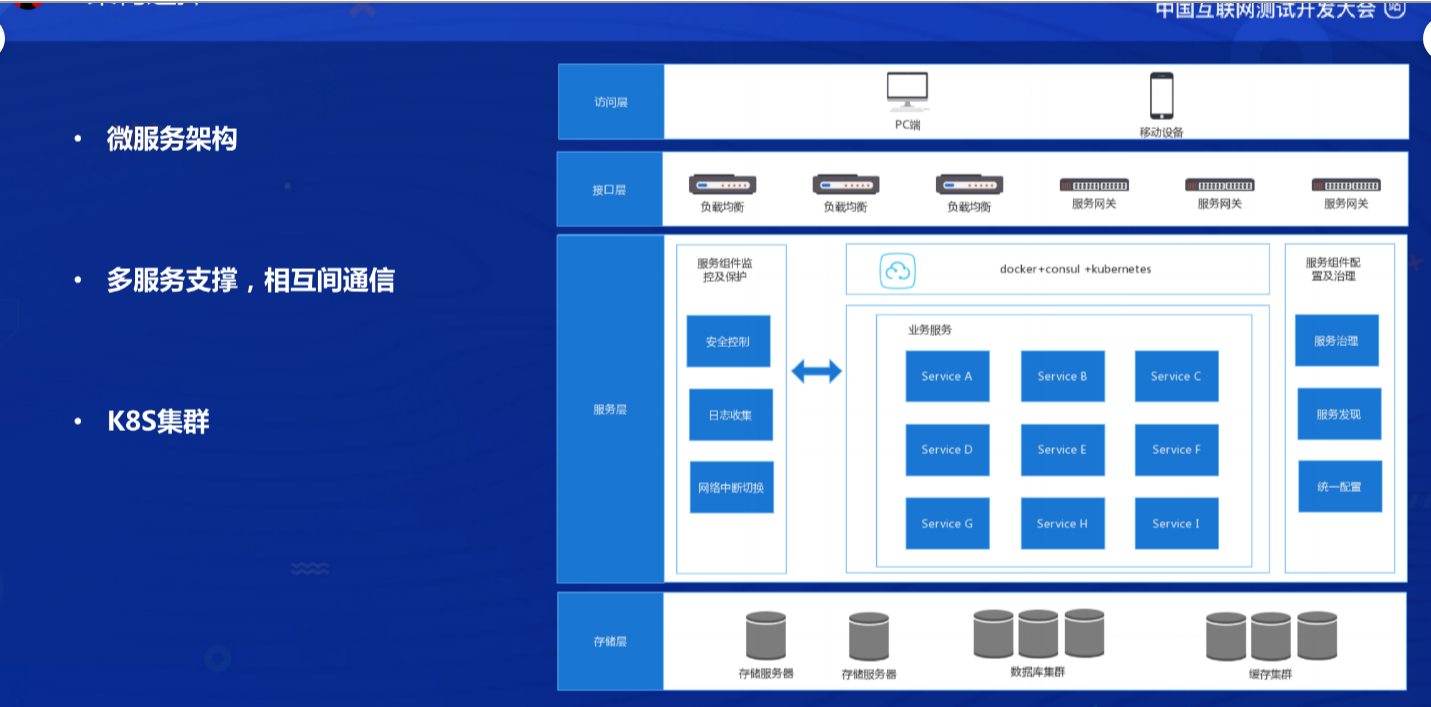 中国互联网测试开发大会
• 微服务架构
• 多服务支撑，相互间通信
• K8S集群
访问层
PC端
移动设备
接口层
负载均衡
负载均衡
负载均衡
服务网关
服务网关
服务网关
服务层
服务组件监
控及保护
安全控制
日志收集
网络中断切换
docker+consul +kubernetes
业务服务
Service A
Service B
Service C
Service D
Service E
Service F
Service G
Service H
Service I
服务组件配
置及治理
服务治理
服务发现
统一配置
存储层
存储服务器
存储服务器
数据库集群
缓存集群